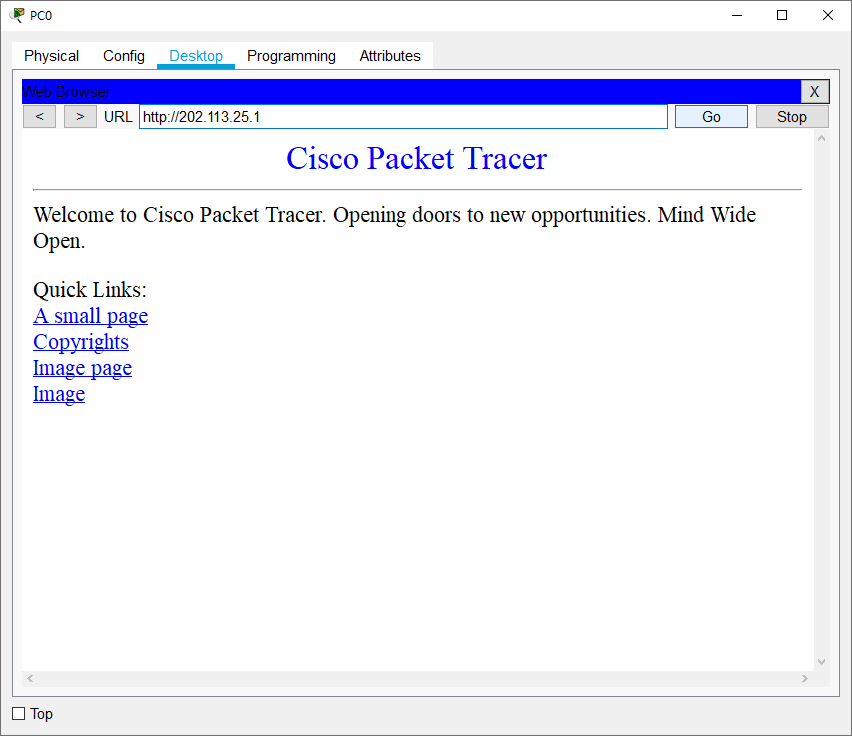 PC0
Physical Config Desktop Programming Attributes
Web Browser X
< > URL http://202.113.25.1 Go Stop
Cisco Packet Tracer
Welcome to Cisco Packet Tracer. Opening doors to new opportunities. Mind Wide
Open.
Quick Links:
A small page
Copyrights
Image page
Image
Top